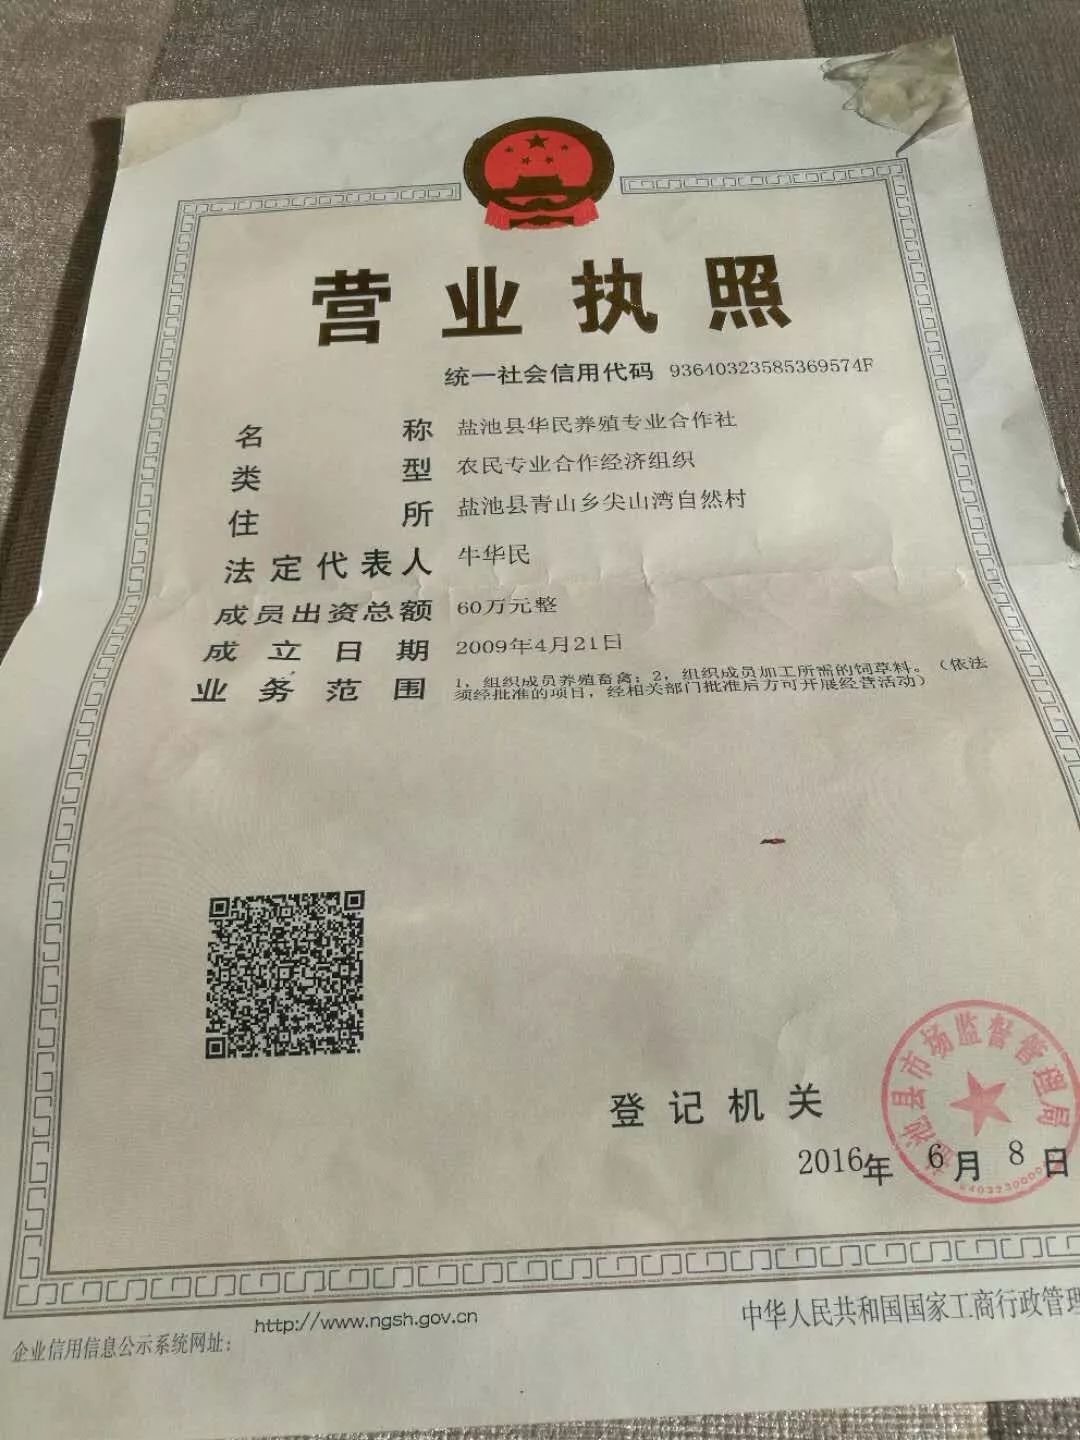 营业执照
统一社会信用代码 93640323585369574F
名称 盐池县华民养殖专业合作社
类型 农民专业合作经济组织
住所 盐池县青山乡尖山湾自然村
法定代表人 牛华民
成员出资总额 60万元整
成立日期 2009年4月21日
业务范围 1，组织成员养殖畜禽；2，组织成员加工所需的饲草料。（依法
须经批准的项目，经相关部门批准后方可开展经营活动）
盐池县市场监督管理局
登记机关
2016年6月8日
企业信用信息公示系统网址： http://www.ngsh.gov.cn
中华人民共和国国家工商行政管理